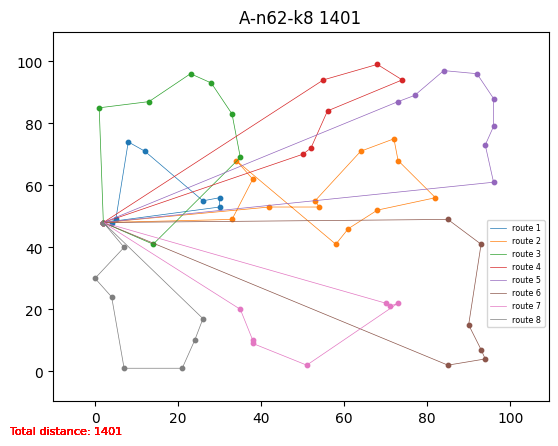 A-n62-k8 1401
100
80
60
40
20
0
0 20 40 60 80 100
route 1
route 2
route 3
route 4
route 5
route 6
route 7
route 8
Total distance: 1401